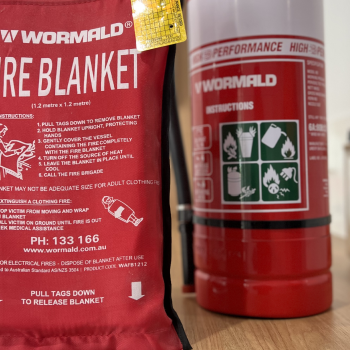 WORMALD®
FIRE BLANKET
(1.2 metre x 1.2 metre)
INSTRUCTIONS:
1. PULL TAGS DOWN TO REMOVE BLANKET
2. HOLD BLANKET UPRIGHT, PROTECTING
HANDS
3. GENTLY COVER THE VESSEL
CONTAINING THE FIRE COMPLETELY
WITH THE FIRE BLANKET
4. TURN OFF THE SOURCE OF HEAT
5. LEAVE THE BLANKET IN PLACE UNTIL
COOL
6. CALL THE FIRE BRIGADE
BLANKET MAY NOT BE ADEQUATE SIZE FOR ADULT CLOTHING
EXTINGUISH A CLOTHING FIRE:
OP VICTIM FROM MOVING AND WRAP
BLANKET
LL VICTIM ON GROUND UNTIL FIRE IS OUT
EEK MEDICAL ASSISTANCE
PH: 133 166
www.wormald.com.au
FOR ELECTRICAL FIRES - DISPOSE OF BLANKET AFTER USE
to Australian Standard AS/NZS 3504 | PRODUCT CODE: WAFB1212
PULL TAGS DOWN
TO RELEASE BLANKET
HIGH PERFORMANCE HIGH
WORMALD
INSTRUCTIONS